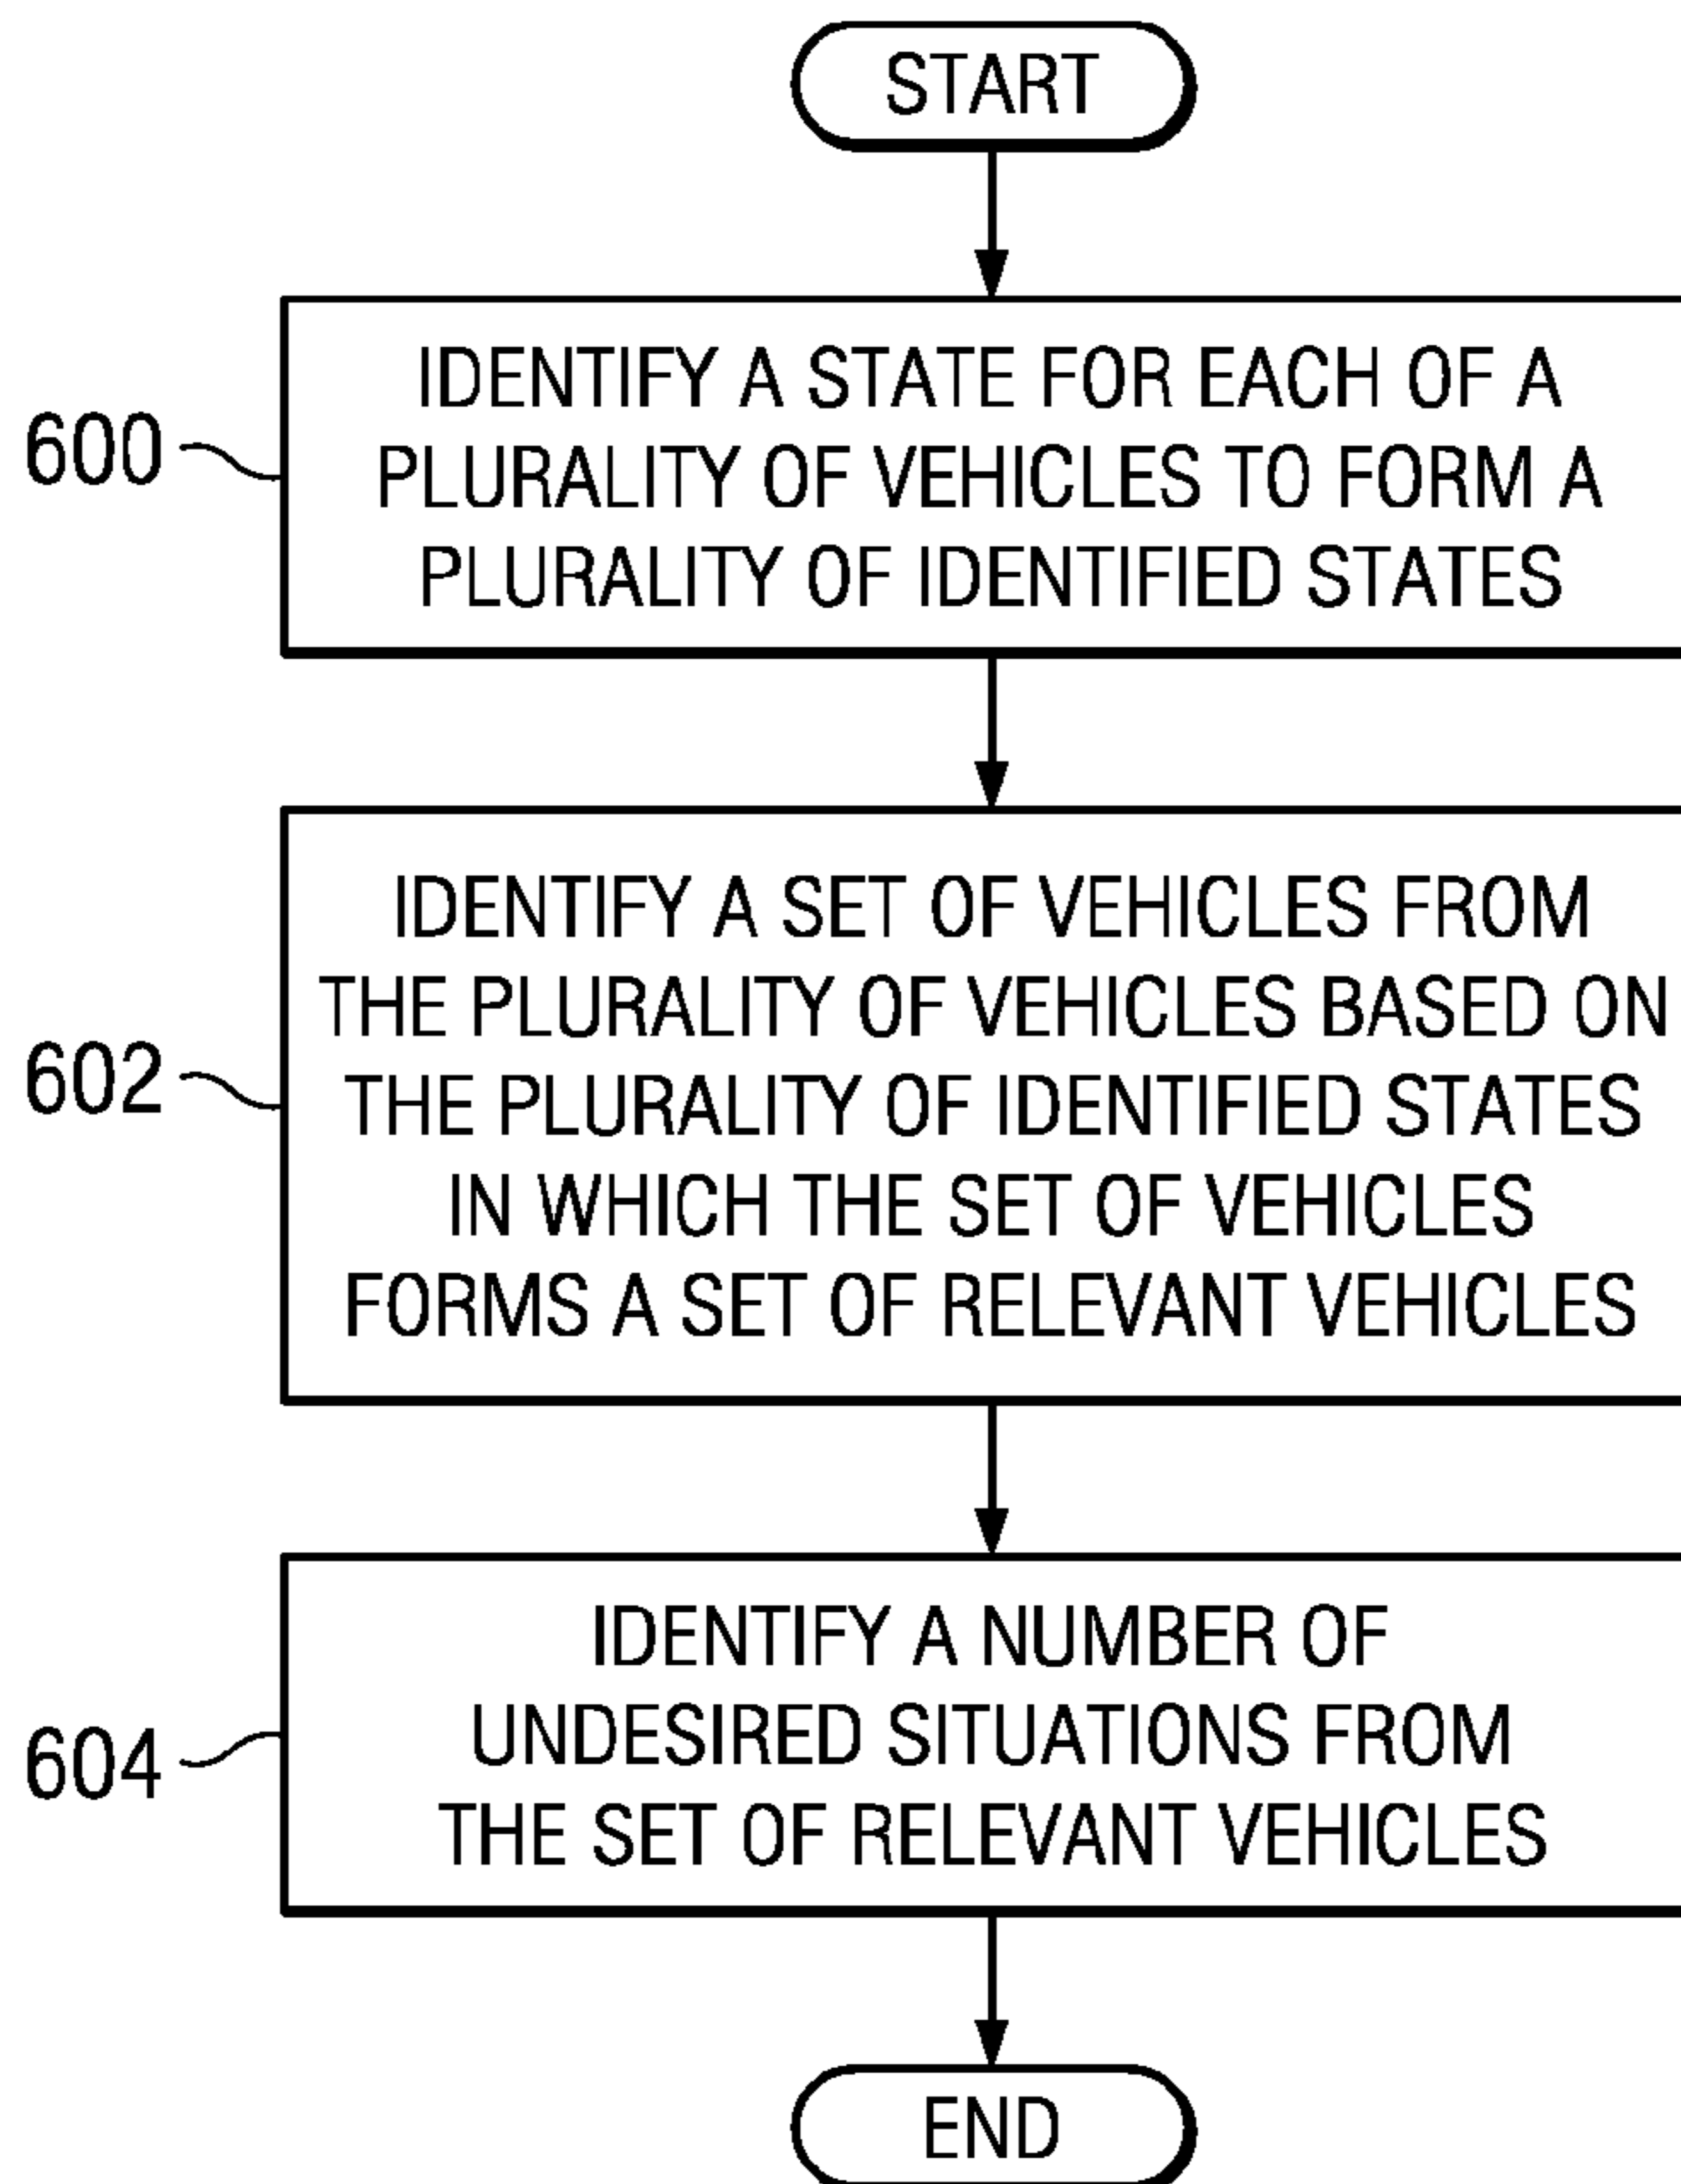 START
600
IDENTIFY A STATE FOR EACH OF A
PLURALITY OF VEHICLES TO FORM A
PLURALITY OF IDENTIFIED STATES
602
IDENTIFY A SET OF VEHICLES FROM
THE PLURALITY OF VEHICLES BASED ON
THE PLURALITY OF IDENTIFIED STATES
IN WHICH THE SET OF VEHICLES
FORMS A SET OF RELEVANT VEHICLES
604
IDENTIFY A NUMBER OF
UNDESIRED SITUATIONS FROM
THE SET OF RELEVANT VEHICLES
END